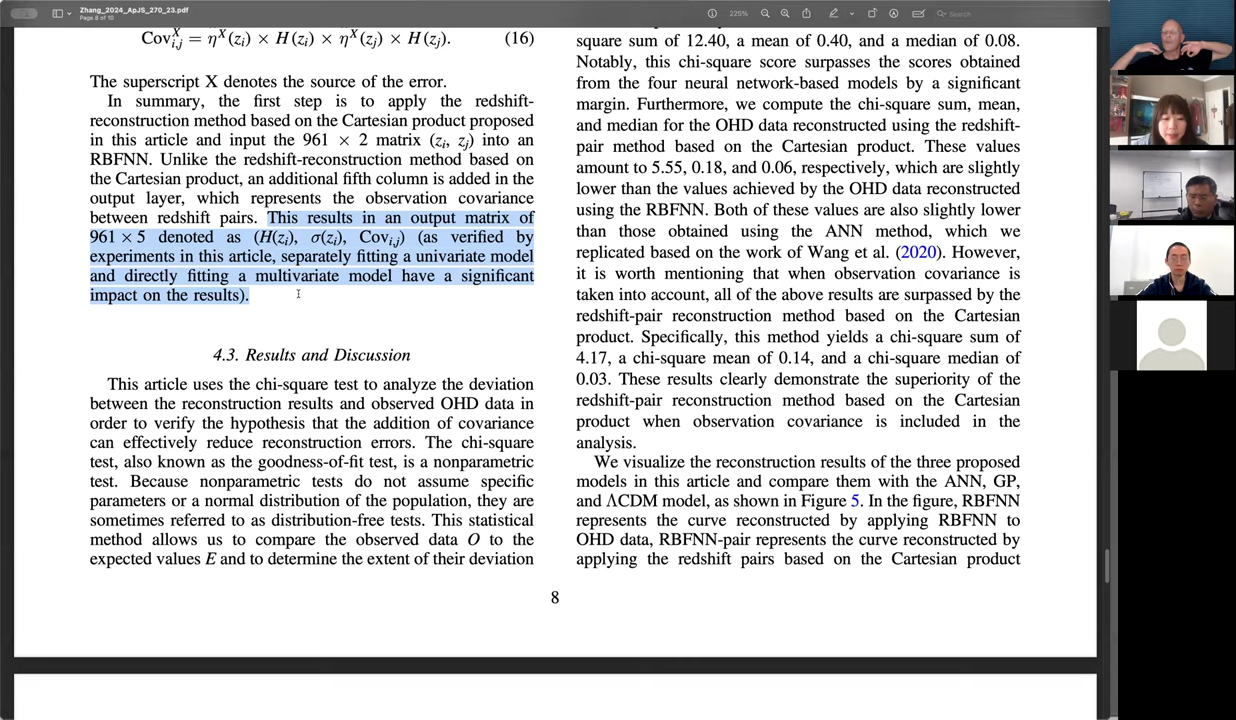 Zhang_2024_ApJS_270_23.pdf
Page 8 of 10
225%
Search
Cov^X_{i,j} = η^X(z_i) × H(z_i) × η^X(z_j) × H(z_j). (16)
The superscript X denotes the source of the error.
In summary, the first step is to apply the redshift-
reconstruction method based on the Cartesian product proposed
in this article and input the 961 × 2 matrix (z_i, z_j) into an
RBFNN. Unlike the redshift-reconstruction method based on
the Cartesian product, an additional fifth column is added in the
output layer, which represents the observation covariance
between redshift pairs. This results in an output matrix of
961 × 5 denoted as (H(z_i), σ(z_i), Cov_{i,j}) (as verified by
experiments in this article, separately fitting a univariate model
and directly fitting a multivariate model have a significant
impact on the results).
4.3. Results and Discussion
This article uses the chi-square test to analyze the deviation
between the reconstruction results and observed OHD data in
order to verify the hypothesis that the addition of covariance
can effectively reduce reconstruction errors. The chi-square
test, also known as the goodness-of-fit test, is a nonparametric
test. Because nonparametric tests do not assume specific
parameters or a normal distribution of the population, they are
sometimes referred to as distribution-free tests. This statistical
method allows us to compare the observed data O to the
expected values E and to determine the extent of their deviation
square sum of 12.40, a mean of 0.40, and a median of 0.08.
Notably, this chi-square score surpasses the scores obtained
from the four neural network-based models by a significant
margin. Furthermore, we compute the chi-square sum, mean,
and median for the OHD data reconstructed using the redshift-
pair method based on the Cartesian product. These values
amount to 5.55, 0.18, and 0.06, respectively, which are slightly
lower than the values achieved by the OHD data reconstructed
using the RBFNN. Both of these values are also slightly lower
than those obtained using the ANN method, which we
replicated based on the work of Wang et al. (2020). However,
it is worth mentioning that when observation covariance is
taken into account, all of the above results are surpassed by the
redshift-pair reconstruction method based on the Cartesian
product. Specifically, this method yields a chi-square sum of
4.17, a chi-square mean of 0.14, and a chi-square median of
0.03. These results clearly demonstrate the superiority of the
redshift-pair reconstruction method based on the Cartesian
product when observation covariance is included in the
analysis.
We visualize the reconstruction results of the three proposed
models in this article and compare them with the ANN, GP,
and ΛCDM model, as shown in Figure 5. In the figure, RBFNN
represents the curve reconstructed by applying RBFNN to
OHD data, RBFNN-pair represents the curve reconstructed by
applying the redshift pairs based on the Cartesian product
8